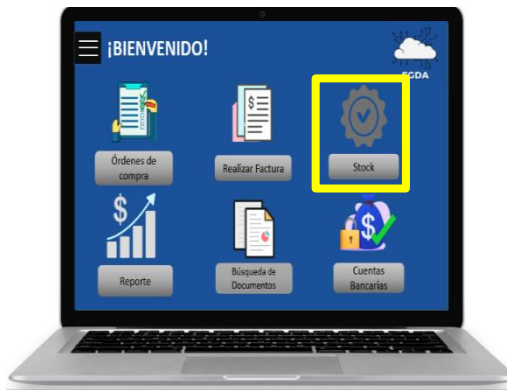 ¡BIENVENIDO!
SGDA
Órdenes de
compra
Realizar Factura
Stock
Reporte
Búsqueda de
Documentos
Cuentas
Bancarias